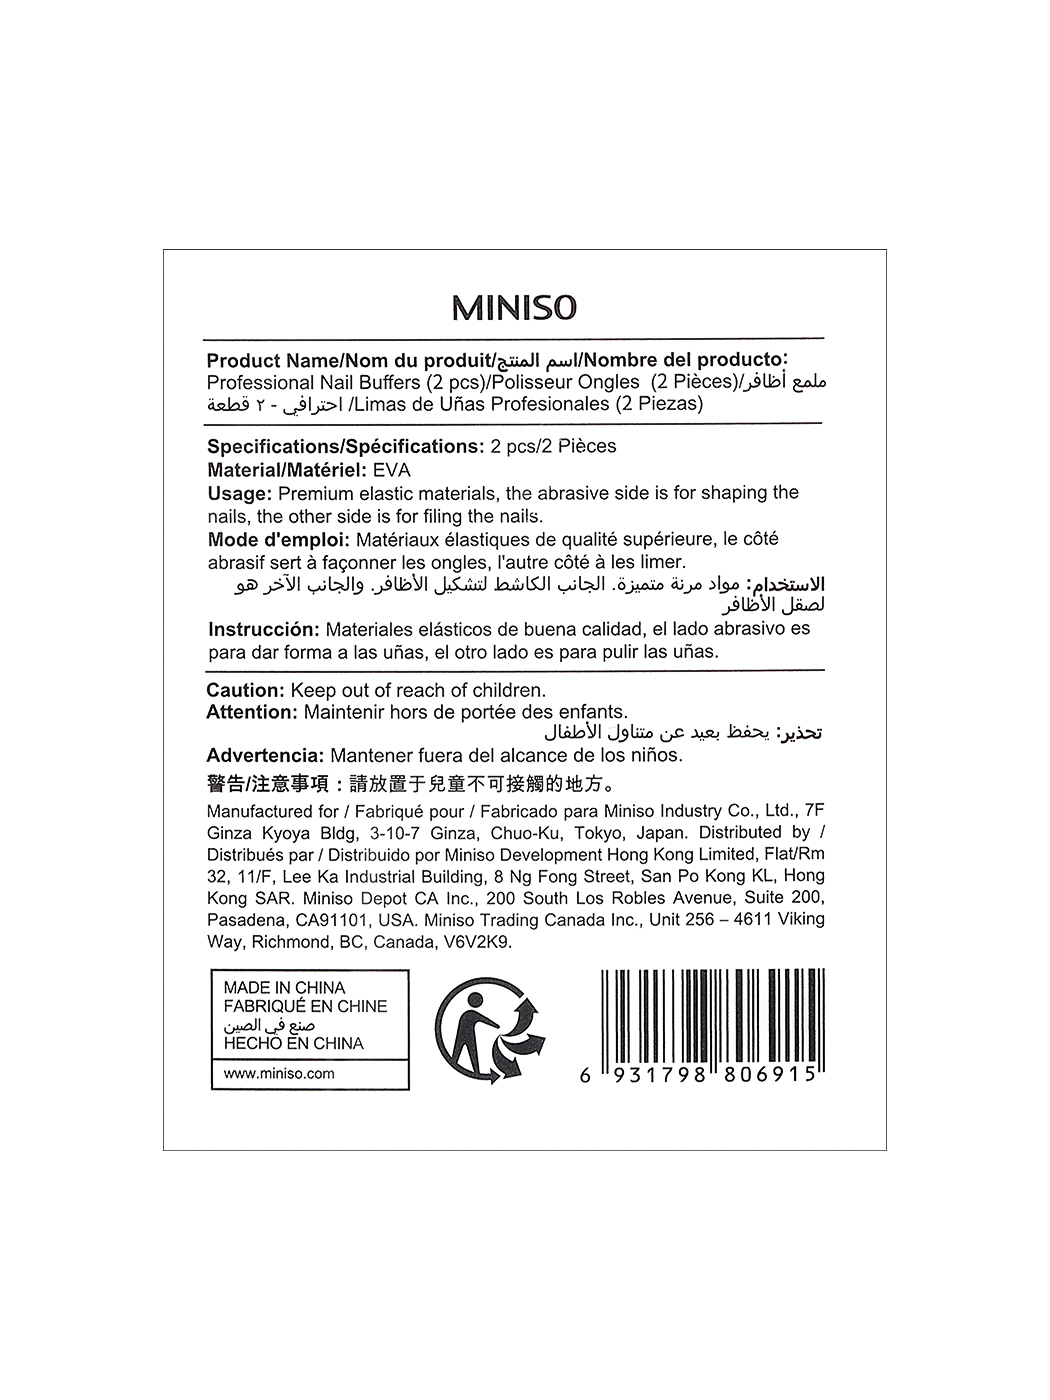 MINISO
Product Name/Nom du produit/اسم المنتج/Nombre del producto:
Professional Nail Buffers (2 pcs)/Polisseur Ongles (2 Pièces)/ملمع أظافر
احترافي - ٢ قطعة /Limas de Uñas Profesionales (2 Piezas)
Specifications/Spécifications: 2 pcs/2 Pièces
Material/Matériel: EVA
Usage: Premium elastic materials, the abrasive side is for shaping the
nails, the other side is for filing the nails.
Mode d'emploi: Matériaux élastiques de qualité supérieure, le côté
abrasif sert à façonner les ongles, l'autre côté à les limer.
الاستخدام: مواد مرنة متميزة. الجانب الكاشط لتشكيل الأظافر. والجانب الآخر هو
لصقل الأظافر
Instrucción: Materiales elásticos de buena calidad, el lado abrasivo es
para dar forma a las uñas, el otro lado es para pulir las uñas.
Caution: Keep out of reach of children.
Attention: Maintenir hors de portée des enfants.
تحذير: يحفظ بعيد عن متناول الأطفال
Advertencia: Mantener fuera del alcance de los niños.
警告/注意事項：請放置于兒童不可接觸的地方。
Manufactured for / Fabriqué pour / Fabricado para Miniso Industry Co., Ltd., 7F
Ginza Kyoya Bldg, 3-10-7 Ginza, Chuo-Ku, Tokyo, Japan. Distributed by /
Distribués par / Distribuido por Miniso Development Hong Kong Limited, Flat/Rm
32, 11/F, Lee Ka Industrial Building, 8 Ng Fong Street, San Po Kong KL, Hong
Kong SAR. Miniso Depot CA Inc., 200 South Los Robles Avenue, Suite 200,
Pasadena, CA91101, USA. Miniso Trading Canada Inc., Unit 256 – 4611 Viking
Way, Richmond, BC, Canada, V6V2K9.
MADE IN CHINA
FABRIQUÉ EN CHINE
صنع في الصين
HECHO EN CHINA
www.miniso.com
6 931798 806915